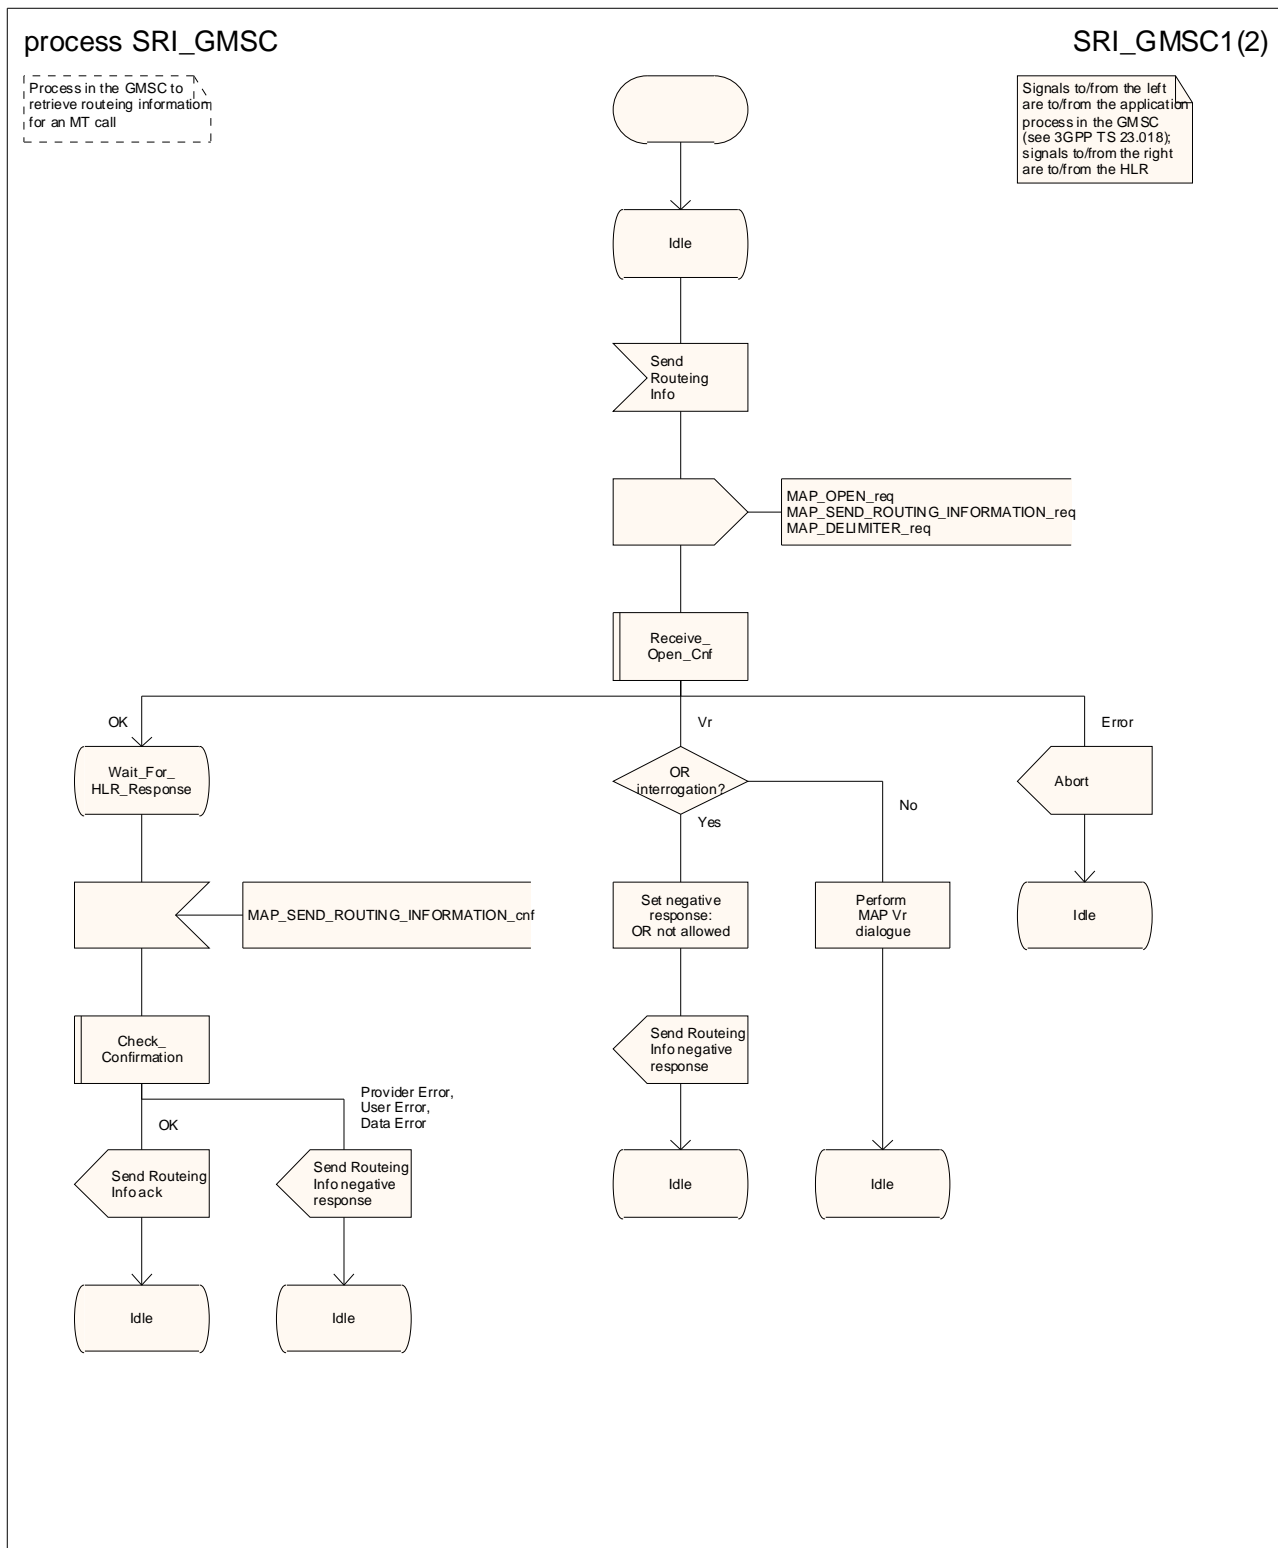 process SRI_GMSC
SRI_GMSC1(2)
Process in the GMSC to
retrieve routeing information
for an MT call
Signals to/from the left
are to/from the application
process in the GMSC
(see 3GPP TS 23.018);
signals to/from the right
are to/from the HLR
Idle
Send
Routeing
Info
MAP_OPEN_req
MAP_SEND_ROUTING_INFORMATION_req
MAP_DELIMITER_req
Receive_
Open_Cnf
OK
Vr
Error
Wait_For_
HLR_Response
OR
interrogation?
Abort
No
Yes
MAP_SEND_ROUTING_INFORMATION_cnf
Set negative
response:
OR not allowed
Perform
MAP Vr
dialogue
Idle
Check_
Confirmation
Send Routeing
Info negative
response
Provider Error,
User Error,
Data Error
OK
Send Routeing
Info ack
Send Routeing
Info negative
response
Idle
Idle
Idle
Idle